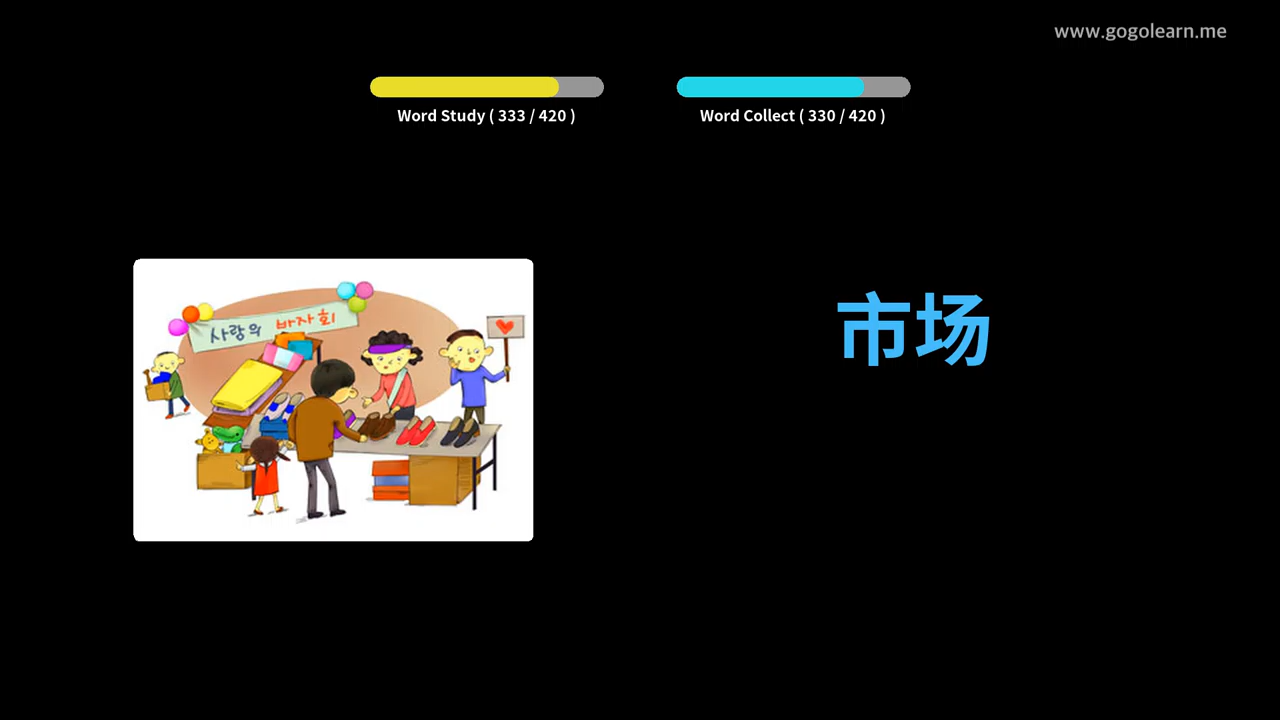 www.gogolearn.me
Word Study ( 333 / 420 )
Word Collect ( 330 / 420 )
사랑의 바자회
市场